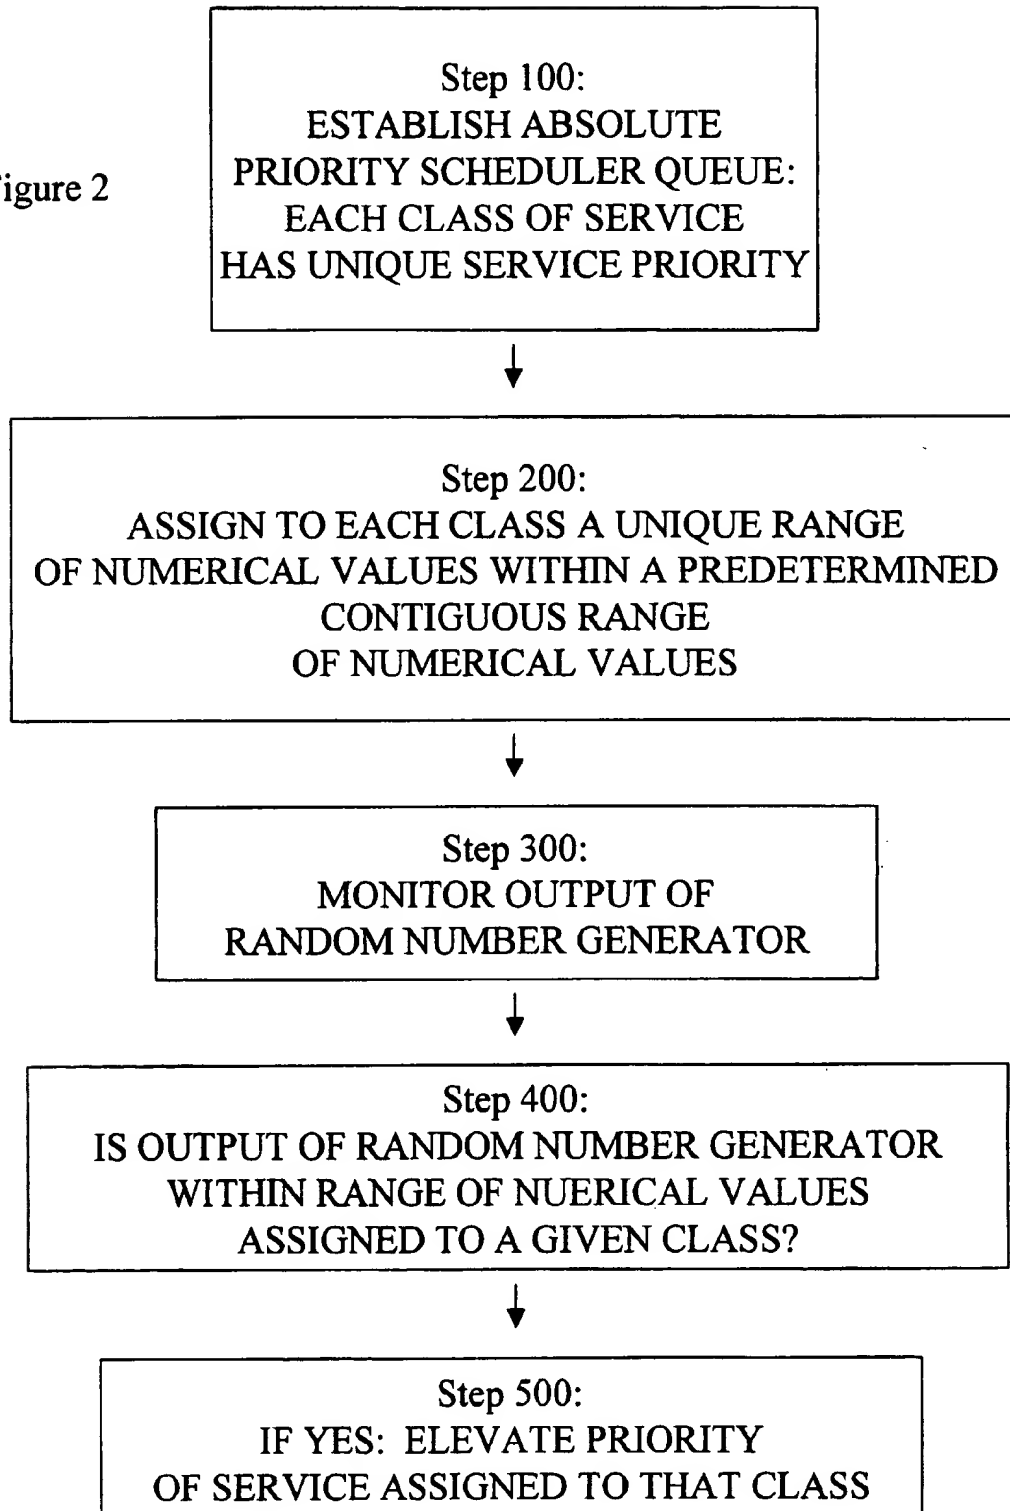 Step 100:
ESTABLISH ABSOLUTE
PRIORITY SCHEDULER QUEUE:
EACH CLASS OF SERVICE
HAS UNIQUE SERVICE PRIORITY
igure 2
Step 200:
ASSIGN TO EACH CLASS A UNIQUE RANGE
OF NUMERICAL VALUES WITHIN A PREDETERMINED
CONTIGUOUS RANGE
OF NUMERICAL VALUES
Step 300:
MONITOR OUTPUT OF
RANDOM NUMBER GENERATOR
Step 400:
IS OUTPUT OF RANDOM NUMBER GENERATOR
WITHIN RANGE OF NUERICAL VALUES
ASSIGNED TO A GIVEN CLASS?
Step 500:
IF YES: ELEVATE PRIORITY
OF SERVICE ASSIGNED TO THAT CLASS